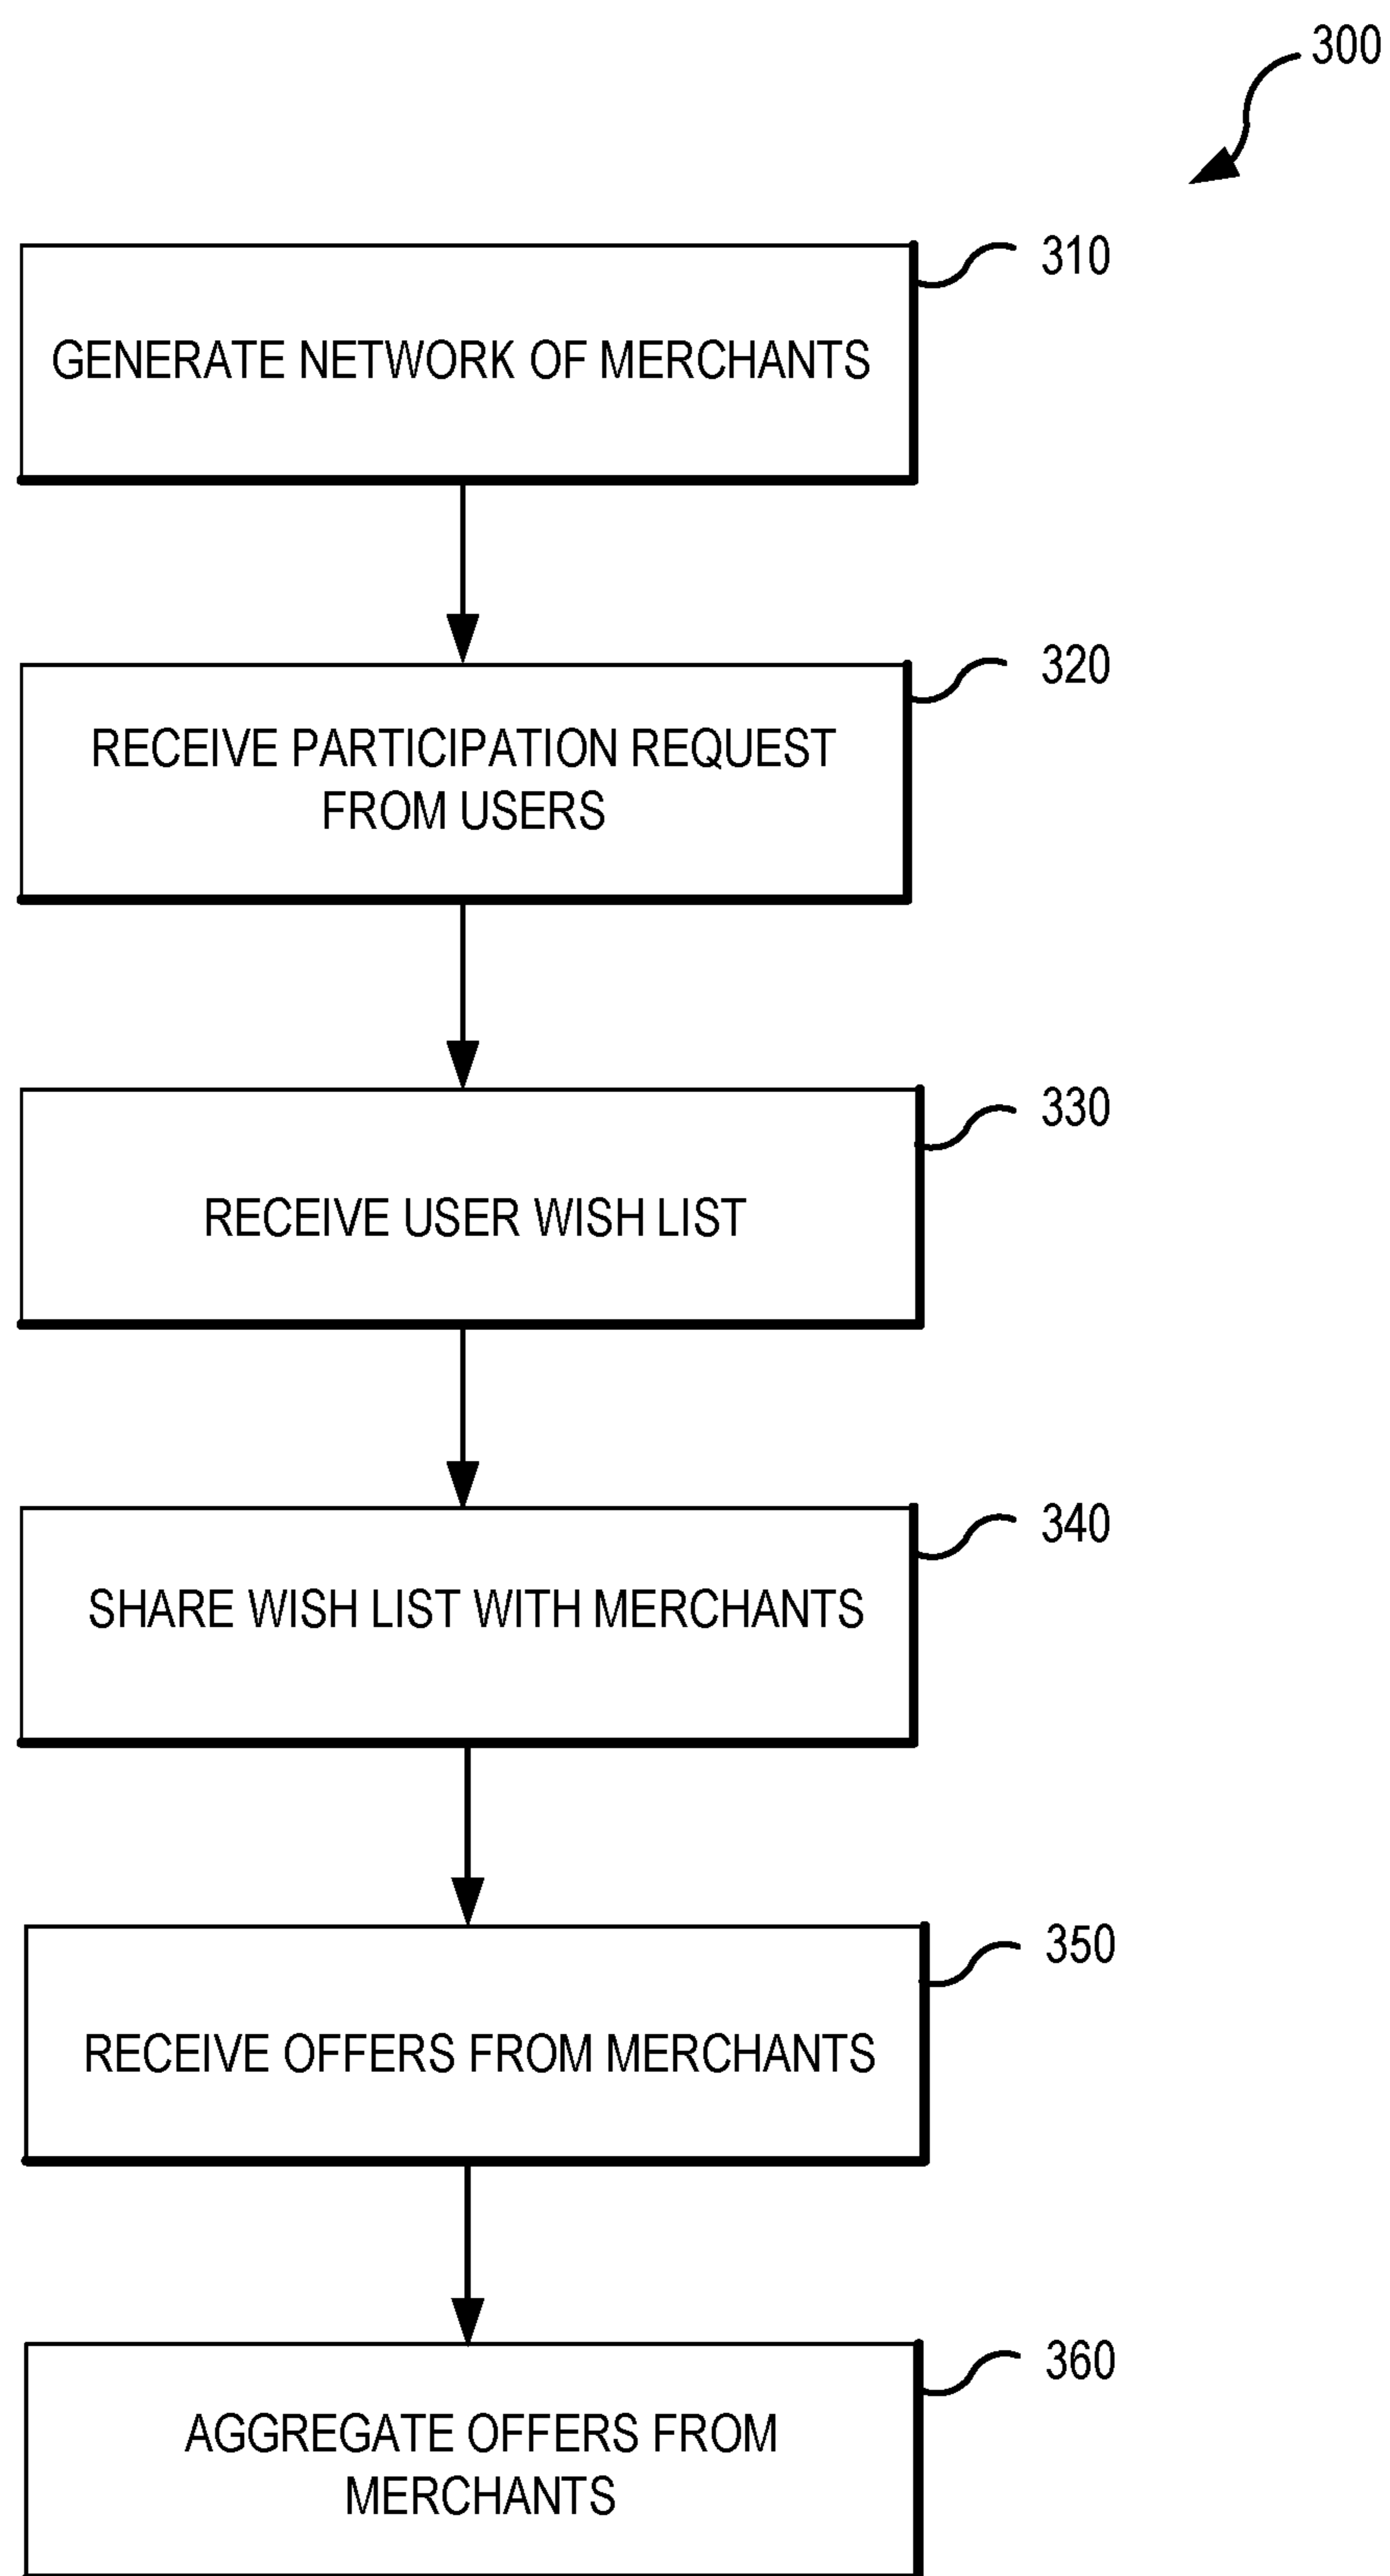 300
310
GENERATE NETWORK OF MERCHANTS
320
RECEIVE PARTICIPATION REQUEST
FROM USERS
330
RECEIVE USER WISH LIST
340
SHARE WISH LIST WITH MERCHANTS
350
RECEIVE OFFERS FROM MERCHANTS
360
AGGREGATE OFFERS FROM
MERCHANTS